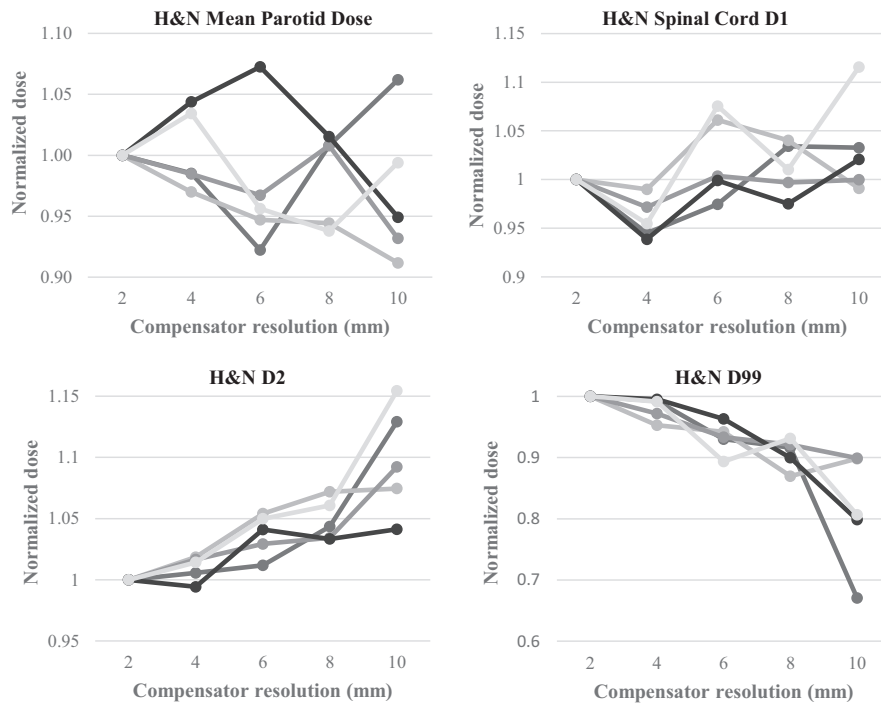 H&N Mean Parotid Dose
Normalized dose
1.10
1.05
1.00
0.95
0.90
2 4 6 8 10
Compensator resolution (mm)
H&N Spinal Cord D1
Normalized dose
1.15
1.1
1.05
1
0.95
0.9
2 4 6 8 10
Compensator resolution (mm)
H&N D2
Normalized dose
1.15
1.1
1.05
1
0.95
2 4 6 8 10
Compensator resolution (mm)
H&N D99
Normalized dose
1
0.9
0.8
0.7
0.6
2 4 6 8 10
Compensator resolution (mm)